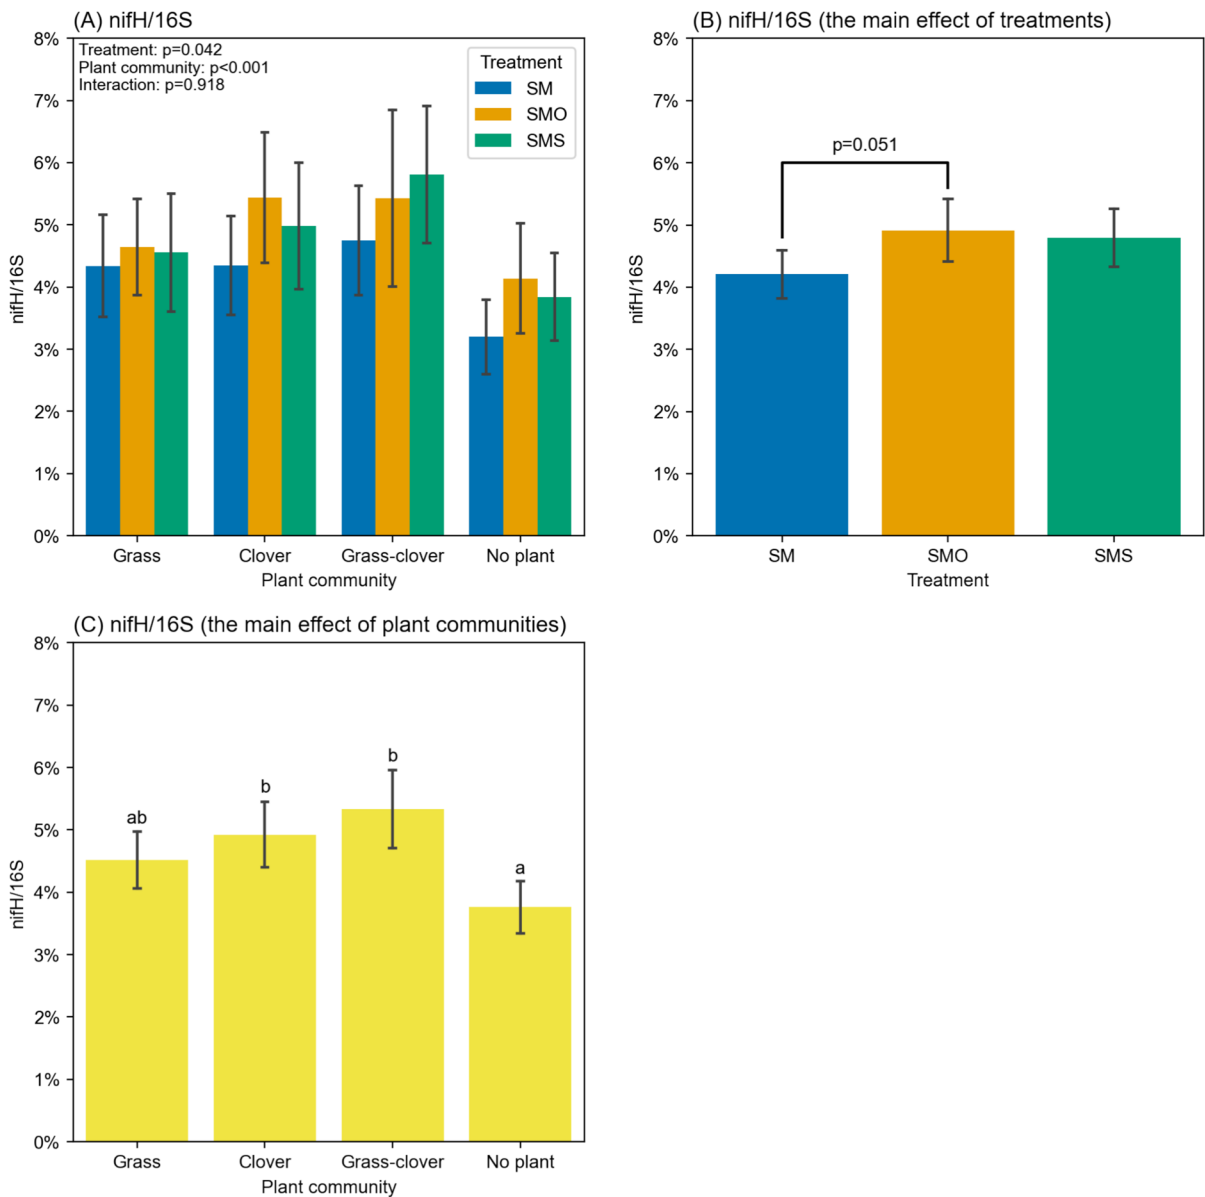 (A) nifH/16S
8%
7%
6%
5%
4%
3%
2%
1%
0%
nifH/16S
Treatment: p=0.042
Plant community: p<0.001
Interaction: p=0.918
Treatment
SM
SMO
SMS
Grass Clover Grass-clover No plant
Plant community
(B) nifH/16S (the main effect of treatments)
8%
7%
6%
5%
4%
3%
2%
1%
0%
nifH/16S
p=0.051
SM SMO SMS
Treatment
(C) nifH/16S (the main effect of plant communities)
8%
7%
6%
5%
4%
3%
2%
1%
0%
nifH/16S
ab
b
b
a
Grass Clover Grass-clover No plant
Plant community